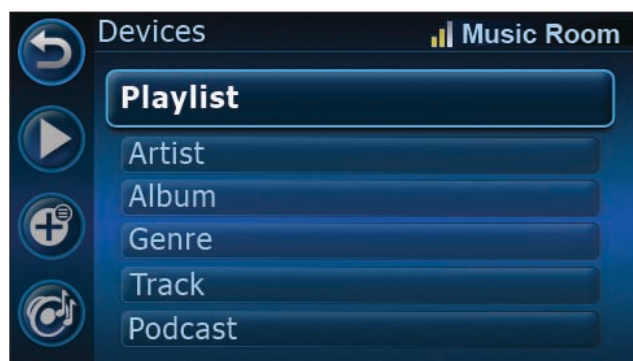 Devices
Music Room
Playlist
Artist
Album
Genre
Track
Podcast